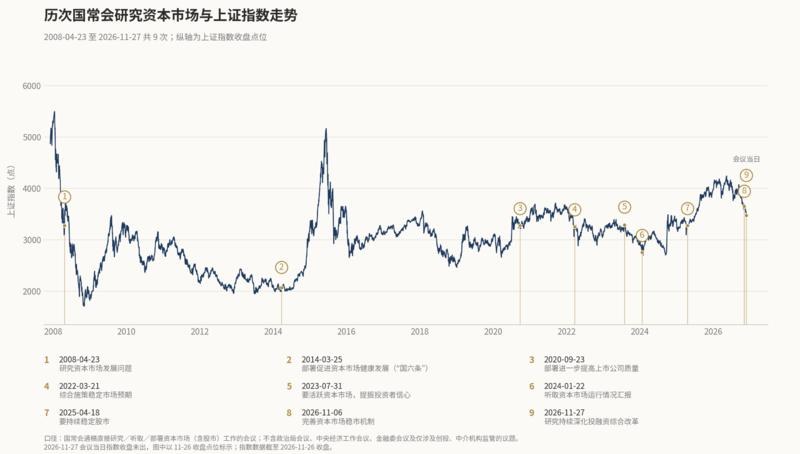 历次国常会研究资本市场与上证指数走势
2008-04-23 至 2026-11-27 共 9 次；纵轴为上证指数收盘点位
6000
5000
4000
3000
2000
上证指数（点）
会议当日
1
2
3
4
5
6
7
8
9
2008
2010
2012
2014
2016
2018
2020
2022
2024
2026
1 2008-04-23
研究资本市场发展问题
2 2014-03-25
部署促进资本市场健康发展（“国六条”）
3 2020-09-23
部署进一步提高上市公司质量
4 2022-03-21
综合施策稳定市场预期
5 2023-07-31
要活跃资本市场，提振投资者信心
6 2024-01-22
听取资本市场运行情况汇报
7 2025-04-18
要持续稳定股市
8 2026-11-06
完善资本市场稳市机制
9 2026-11-27
研究持续深化投融资综合改革
口径：国常会通稿直接研究／听取／部署资本市场（含股市）工作的会议；不含政治局会议、中央经济工作会议、金融委会议及仅涉及创投、中介机构监管的议题。
2026-11-27 会议当日指数收盘未出，图中以 11-26 收盘点位标示；指数数据截至 2026-11-26 收盘。